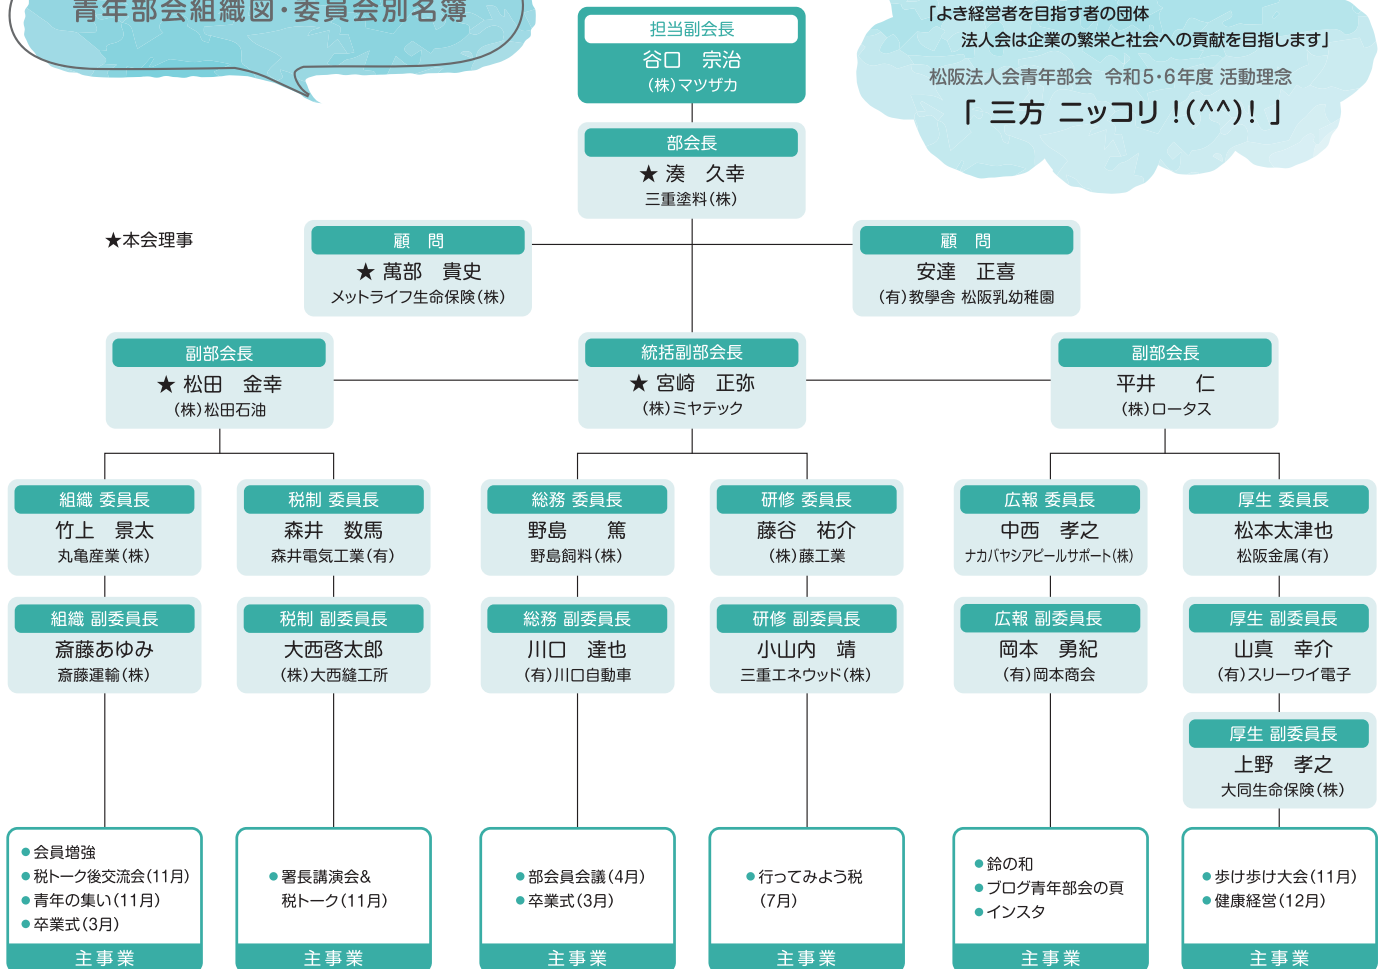 青年部会組織図・委員会別名簿
「よき経営者を目指す者の団体
法人会は企業の繁栄と社会への貢献を目指します」
松阪法人会青年部会 令和5・6年度 活動理念
「 三方 ニッコリ !(^^)! 」
担当副会長
谷口　宗治
(株)マツザカ
部会長
★ 湊　久幸
三重塗料(株)
★本会理事
顧　問
★ 萬部　貴史
メットライフ生命保険(株)
顧　問
安達　正喜
(有)教學舎 松阪乳幼稚園
副部会長
★ 松田　金幸
(株)松田石油
統括副部会長
★ 宮崎　正弥
(株)ミヤテック
副部会長
平井　　仁
(株)ロータス
組織 委員長
竹上　景太
丸亀産業(株)
税制 委員長
森井　数馬
森井電気工業(有)
総務 委員長
野島　　篤
野島飼料(株)
研修 委員長
藤谷　祐介
(株)藤工業
広報 委員長
中西　孝之
ナカバヤシアピールサポート(株)
厚生 委員長
松本太津也
松阪金属(有)
組織 副委員長
斎藤あゆみ
斎藤運輸(株)
税制 副委員長
大西啓太郎
(株)大西縫工所
総務 副委員長
川口　達也
(有)川口自動車
研修 副委員長
小山内　靖
三重エネウッド(株)
広報 副委員長
岡本　勇紀
(有)岡本商会
厚生 副委員長
山真　幸介
(有)スリーワイ電子
厚生 副委員長
上野　孝之
大同生命保険(株)
●会員増強
●税トーク後交流会(11月)
●青年の集い(11月)
●卒業式(3月)
主事業
●署長講演会&
税トーク(11月)
主事業
●部会員会議(4月)
●卒業式(3月)
主事業
●行ってみよう税
(7月)
主事業
●鈴の和
●ブログ青年部会の頁
●インスタ
主事業
●歩け歩け大会(11月)
●健康経営(12月)
主事業